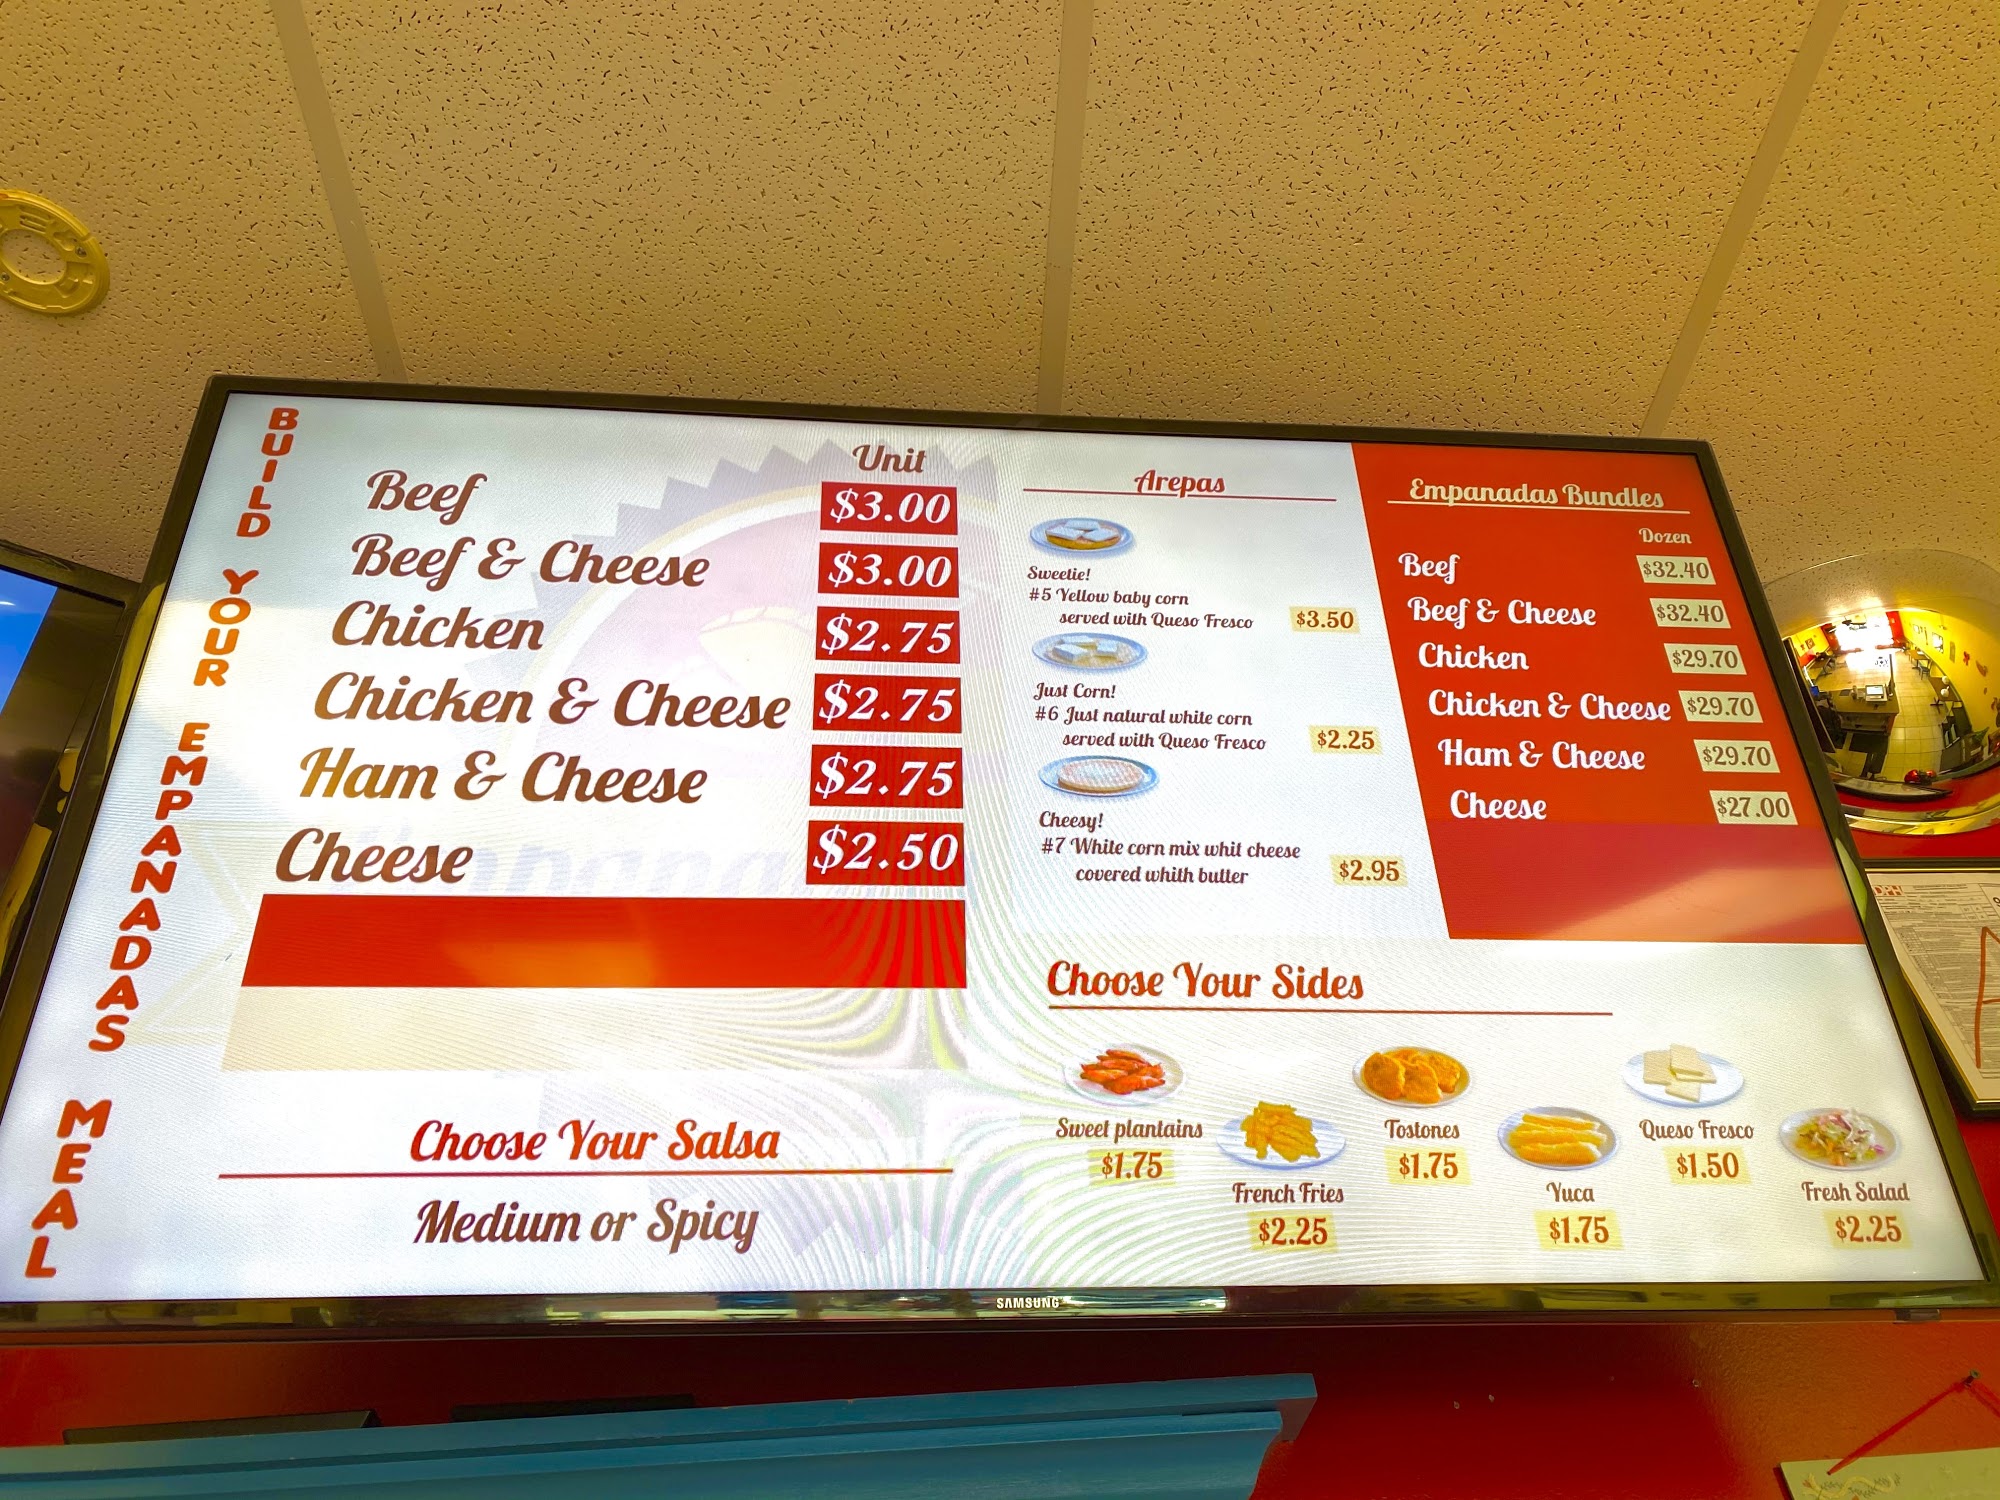 BUILD YOUR EMPANADAS MEAL
Unit
Beef $3.00
Beef & Cheese $3.00
Chicken $2.75
Chicken & Cheese $2.75
Ham & Cheese $2.75
Cheese $2.50
Choose Your Salsa
Medium or Spicy
Arepas
Sweetie!
#5 Yellow baby corn
served with Queso Fresco $3.50
Just Corn!
#6 Just natural white corn
served with Queso Fresco $2.25
Cheesy!
#7 White corn mix whit cheese
covered whith butter $2.95
Empanadas Bundles
Dozen
Beef $32.40
Beef & Cheese $32.40
Chicken $29.70
Chicken & Cheese $29.70
Ham & Cheese $29.70
Cheese $27.00
Choose Your Sides
Sweet plantains
$1.75
French Fries
$2.25
Tostones
$1.75
Yuca
$1.75
Queso Fresco
$1.50
Fresh Salad
$2.25
SAMSUNG
DPH